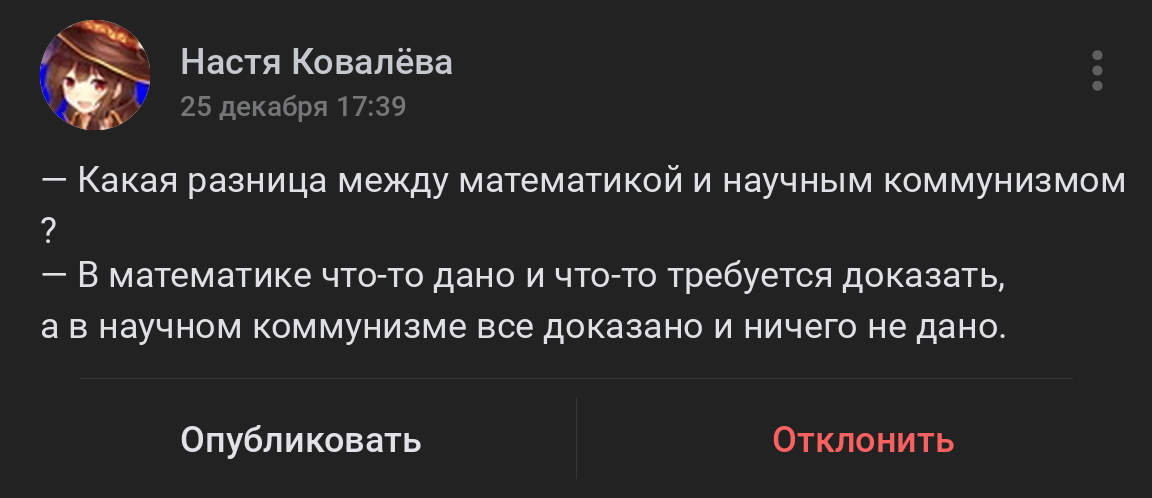 Настя Ковалёва
25 декабря 17:39
— Какая разница между математикой и научным коммунизмом
?
— В математике что-то дано и что-то требуется доказать,
а в научном коммунизме все доказано и ничего не дано.
Опубликовать
Отклонить